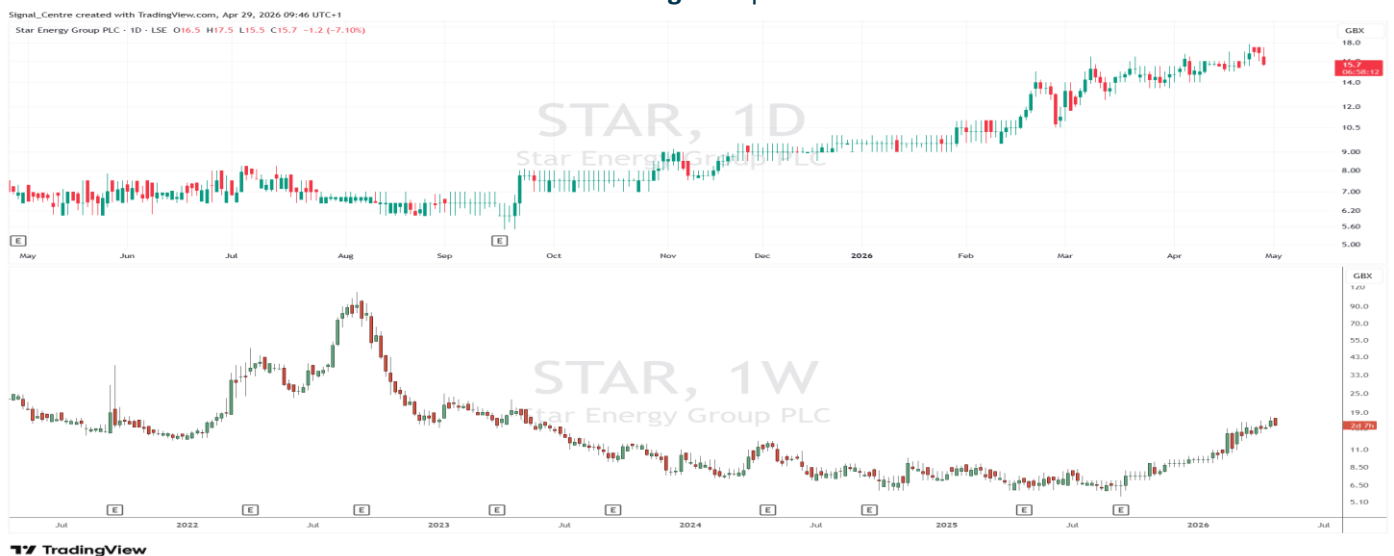 Signal_Centre created with TradingView.com, Apr 29, 2026 09:46 UTC+1
Star Energy Group PLC · 1D · LSE O16.5 H17.5 L15.5 C15.7 −1.2 (−7.10%)
GBX
18.0
15.7
06:58:12
14.0
12.0
10.5
9.00
8.00
7.00
6.20
5.60
5.00
STAR, 1D
Star Energy Group PLC
E E
May Jun Jul Aug Sep Oct Nov Dec 2026 Feb Mar Apr May
GBX
120
90.0
70.0
55.0
43.0
33.0
25.0
19.0
2d 7h
11.0
8.50
6.50
5.10
STAR, 1W
Star Energy Group PLC
E E E E E E E E E
Jul 2022 Jul 2023 Jul 2024 Jul 2025 Jul 2026 Jul
TradingView